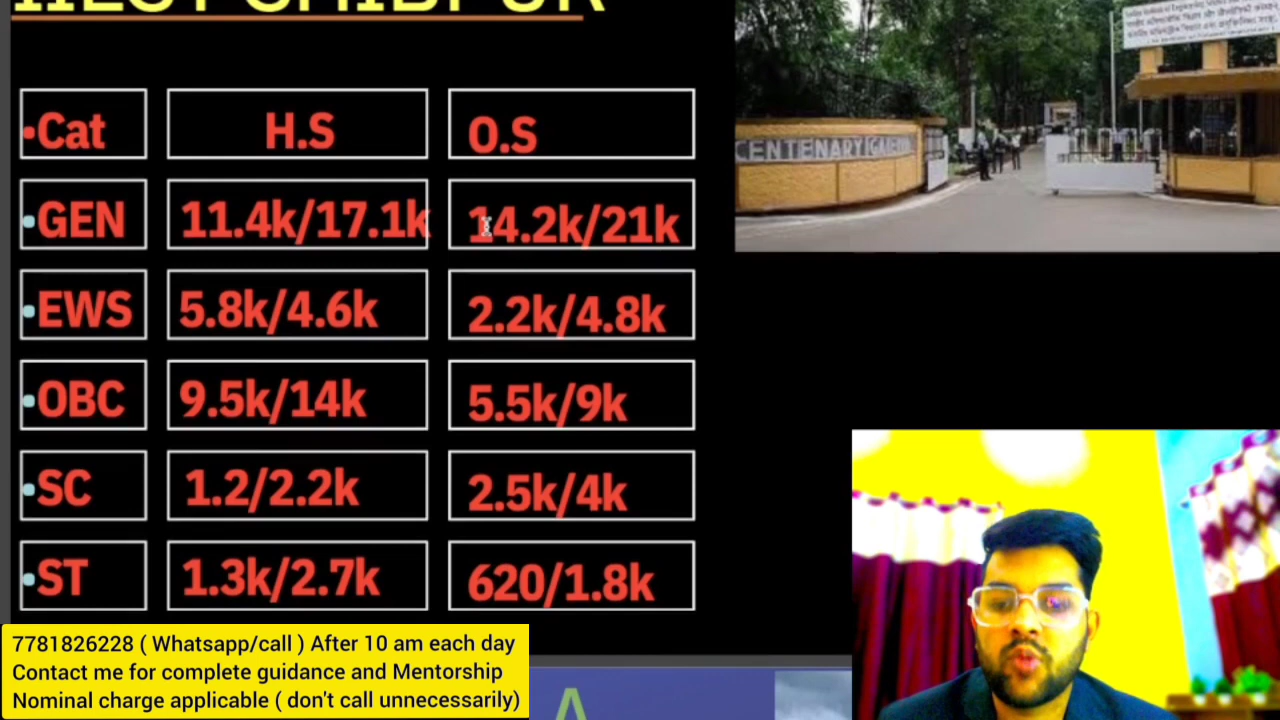 IIEST SHIBPUR
•Cat H.S O.S
•GEN 11.4k/17.1k 14.2k/21k
•EWS 5.8k/4.6k 2.2k/4.8k
•OBC 9.5k/14k 5.5k/9k
•SC 1.2/2.2k 2.5k/4k
•ST 1.3k/2.7k 620/1.8k
CENTENARY GATE
7781826228 ( Whatsapp/call ) After 10 am each day
Contact me for complete guidance and Mentorship
Nominal charge applicable ( don't call unnecessarily)
A